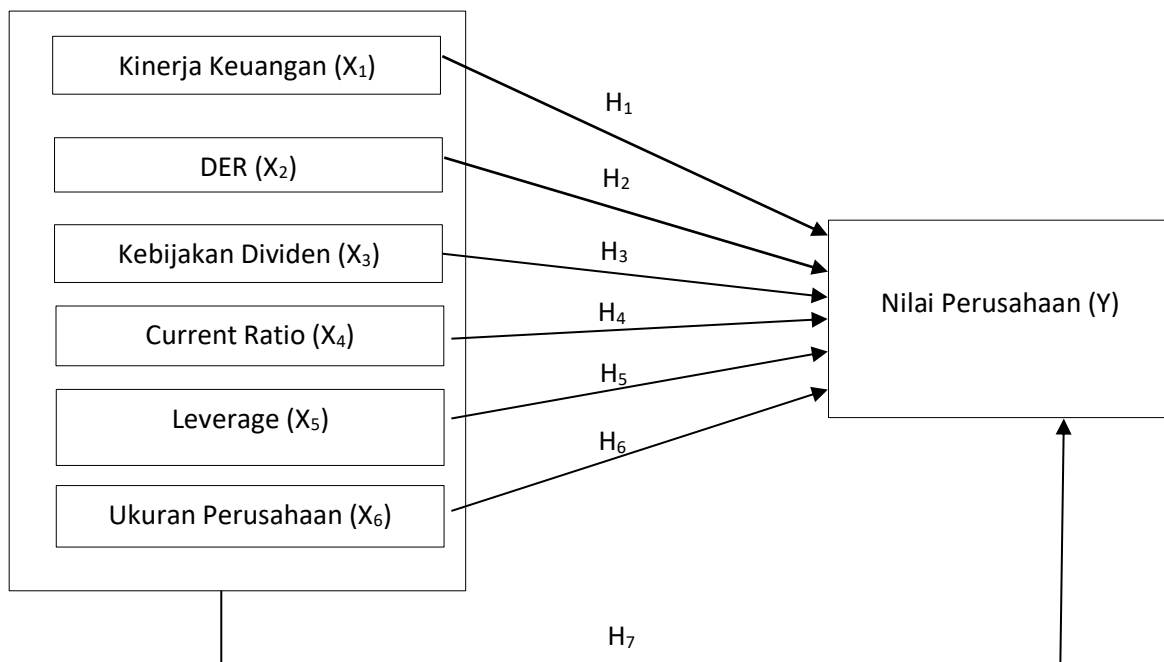 Kinerja Keuangan (X₁)
H₁
DER (X₂)
H₂
Kebijakan Dividen (X₃)
H₃
Nilai Perusahaan (Y)
Current Ratio (X₄)
H₄
Leverage (X₅)
H₅
Ukuran Perusahaan (X₆)
H₆
H₇